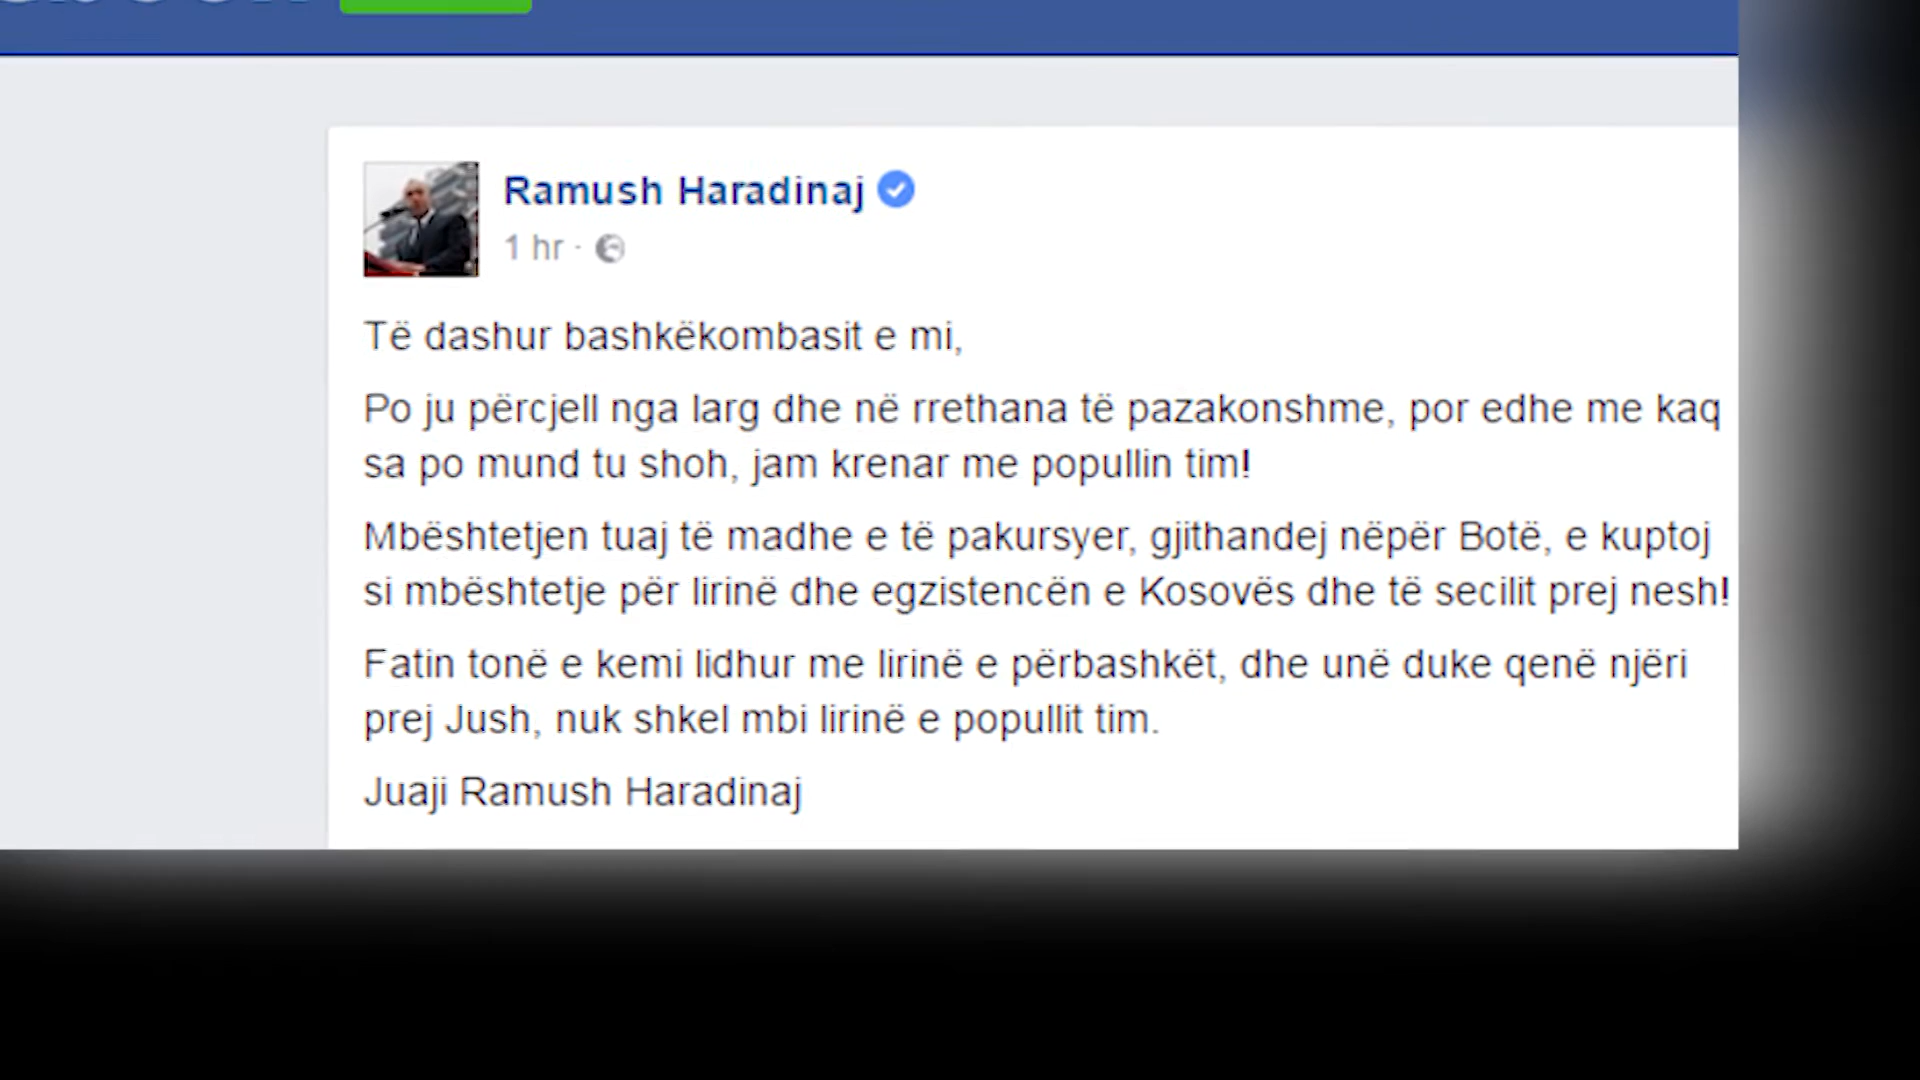 Ramush Haradinaj
1 hr ·
Të dashur bashkëkombasit e mi,
Po ju përcjell nga larg dhe në rrethana të pazakonshme, por edhe me kaq
sa po mund tu shoh, jam krenar me popullin tim!
Mbështetjen tuaj të madhe e të pakursyer, gjithandej nëpër Botë, e kuptoj
si mbështetje për lirinë dhe egzistencën e Kosovës dhe të secilit prej nesh!
Fatin tonë e kemi lidhur me lirinë e përbashkët, dhe unë duke qenë njëri
prej Jush, nuk shkel mbi lirinë e popullit tim.
Juaji Ramush Haradinaj